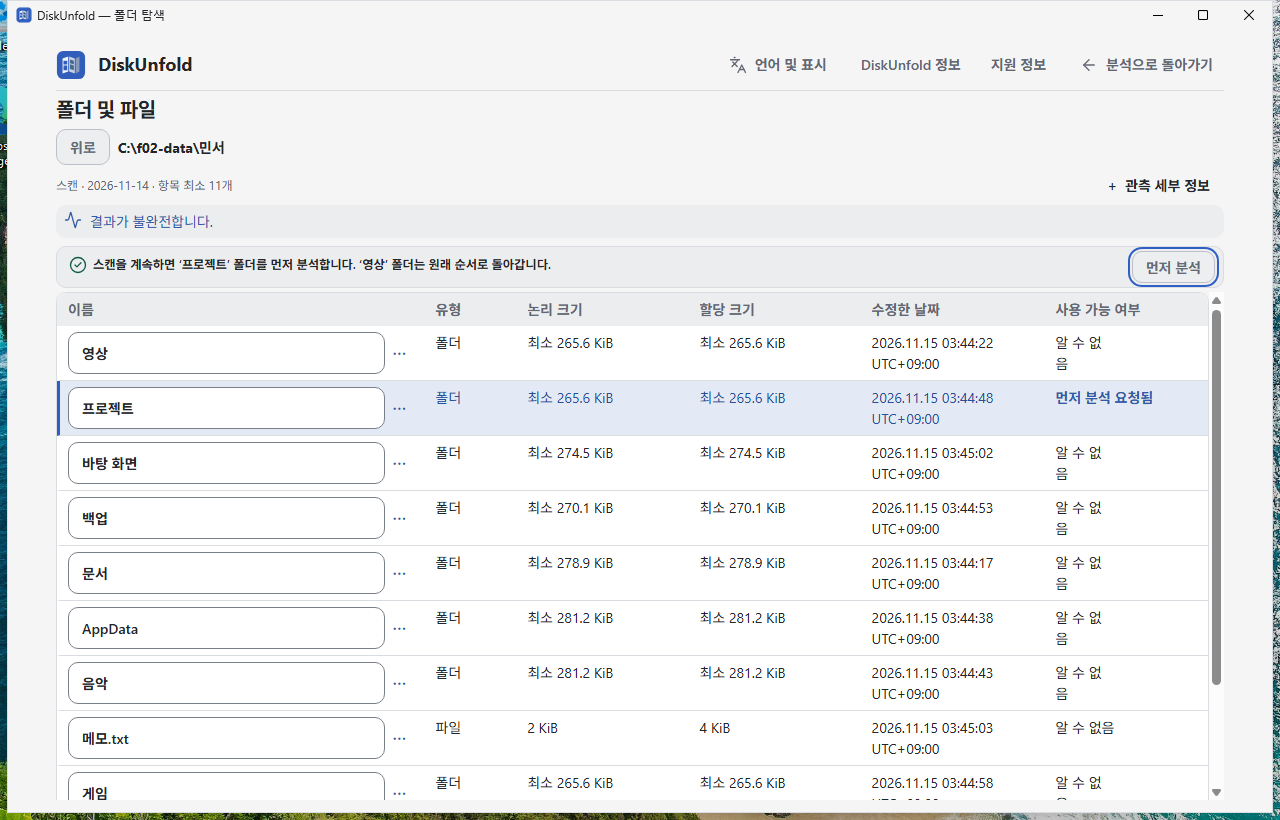 DiskUnfold — 폴더 탐색
DiskUnfold
언어 및 표시
DiskUnfold 정보
지원 정보
← 분석으로 돌아가기
폴더 및 파일
위로
C:\f02-data\민서
스캔 · 2026-11-14 · 항목 최소 11개
+ 관측 세부 정보
결과가 불완전합니다.
스캔을 계속하면 ‘프로젝트’ 폴더를 먼저 분석합니다. ‘영상’ 폴더는 원래 순서로 돌아갑니다.
먼저 분석
이름 유형 논리 크기 할당 크기 수정한 날짜 사용 가능 여부
영상 ··· 폴더 최소 265.6 KiB 최소 265.6 KiB 2026.11.15 03:44:22 알 수 없
UTC+09:00 음
프로젝트 ··· 폴더 최소 265.6 KiB 최소 265.6 KiB 2026.11.15 03:44:48 먼저 분석 요청됨
UTC+09:00
바탕 화면 ··· 폴더 최소 274.5 KiB 최소 274.5 KiB 2026.11.15 03:45:02 알 수 없
UTC+09:00 음
백업 ··· 폴더 최소 270.1 KiB 최소 270.1 KiB 2026.11.15 03:44:53 알 수 없
UTC+09:00 음
문서 ··· 폴더 최소 278.9 KiB 최소 278.9 KiB 2026.11.15 03:44:17 알 수 없
UTC+09:00 음
AppData ··· 폴더 최소 281.2 KiB 최소 281.2 KiB 2026.11.15 03:44:38 알 수 없
UTC+09:00 음
음악 ··· 폴더 최소 281.2 KiB 최소 281.2 KiB 2026.11.15 03:44:43 알 수 없
UTC+09:00 음
메모.txt ··· 파일 2 KiB 4 KiB 2026.11.15 03:45:03 알 수 없음
UTC+09:00
게임 ··· 폴더 최소 265.6 KiB 최소 265.6 KiB 2026.11.15 03:44:58 알 수 없